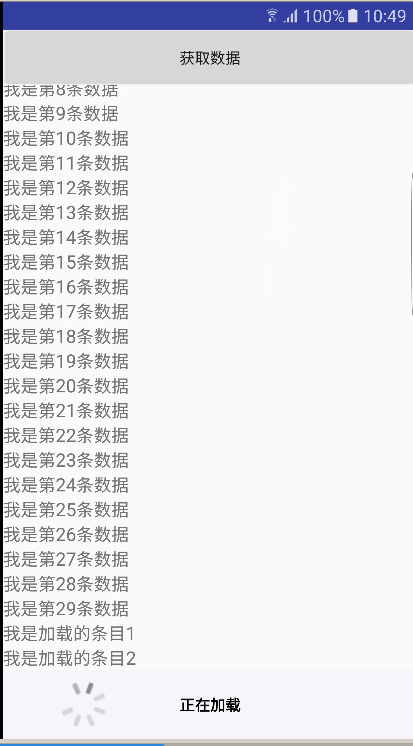 100% 10:49
获取数据
我是第8条数据
我是第9条数据
我是第10条数据
我是第11条数据
我是第12条数据
我是第13条数据
我是第14条数据
我是第15条数据
我是第16条数据
我是第17条数据
我是第18条数据
我是第19条数据
我是第20条数据
我是第21条数据
我是第22条数据
我是第23条数据
我是第24条数据
我是第25条数据
我是第26条数据
我是第27条数据
我是第28条数据
我是第29条数据
我是加载的条目1
我是加载的条目2
正在加载